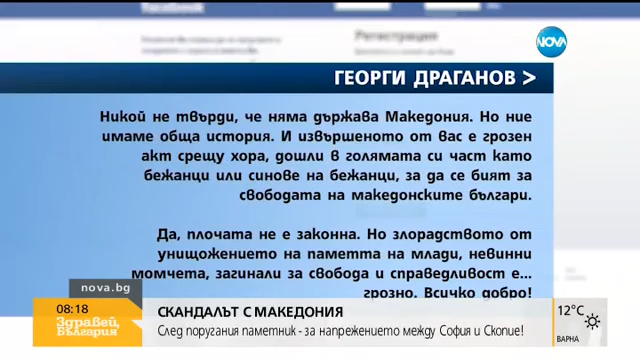 facebook
Регистрация
NOVA
ГЕОРГИ ДРАГАНОВ >
Никой не твърди, че няма държава Македония. Но ние
имаме обща история. И извършеното от вас е грозен
акт срещу хора, дошли в голямата си част като
бежанци или синове на бежанци, за да се бият за
свободата на македонските българи.
Да, плочата не е законна. Но злорадството от
унищожението на паметта на млади, невинни
момчета, загинали за свобода и справедливост е...
грозно. Всичко добро!
nova.bg
08:18
Здравей,
България
СКАНДАЛЪТ С МАКЕДОНИЯ
След поругания паметник - за напрежението между София и Скопие!
12°C
ВАРНА